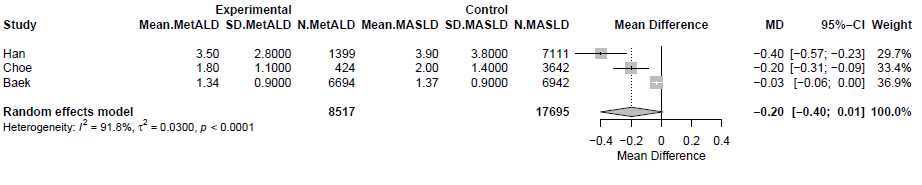 Experimental Control
Study Mean.MetALD SD.MetALD N.MetALD Mean.MASLD SD.MASLD N.MASLD Mean Difference MD 95%−CI Weight
Han 3.50 2.8000 1399 3.90 3.8000 7111 −0.40 [−0.57; −0.23] 29.7%
Choe 1.80 1.1000 424 2.00 1.4000 3642 −0.20 [−0.31; −0.09] 33.4%
Baek 1.34 0.9000 6694 1.37 0.9000 6942 −0.03 [−0.06; 0.00] 36.9%
Random effects model 8517 17695 −0.20 [−0.40; 0.01] 100.0%
Heterogeneity: I² = 91.8%, τ² = 0.0300, p < 0.0001
−0.4 −0.2 0 0.2 0.4
Mean Difference